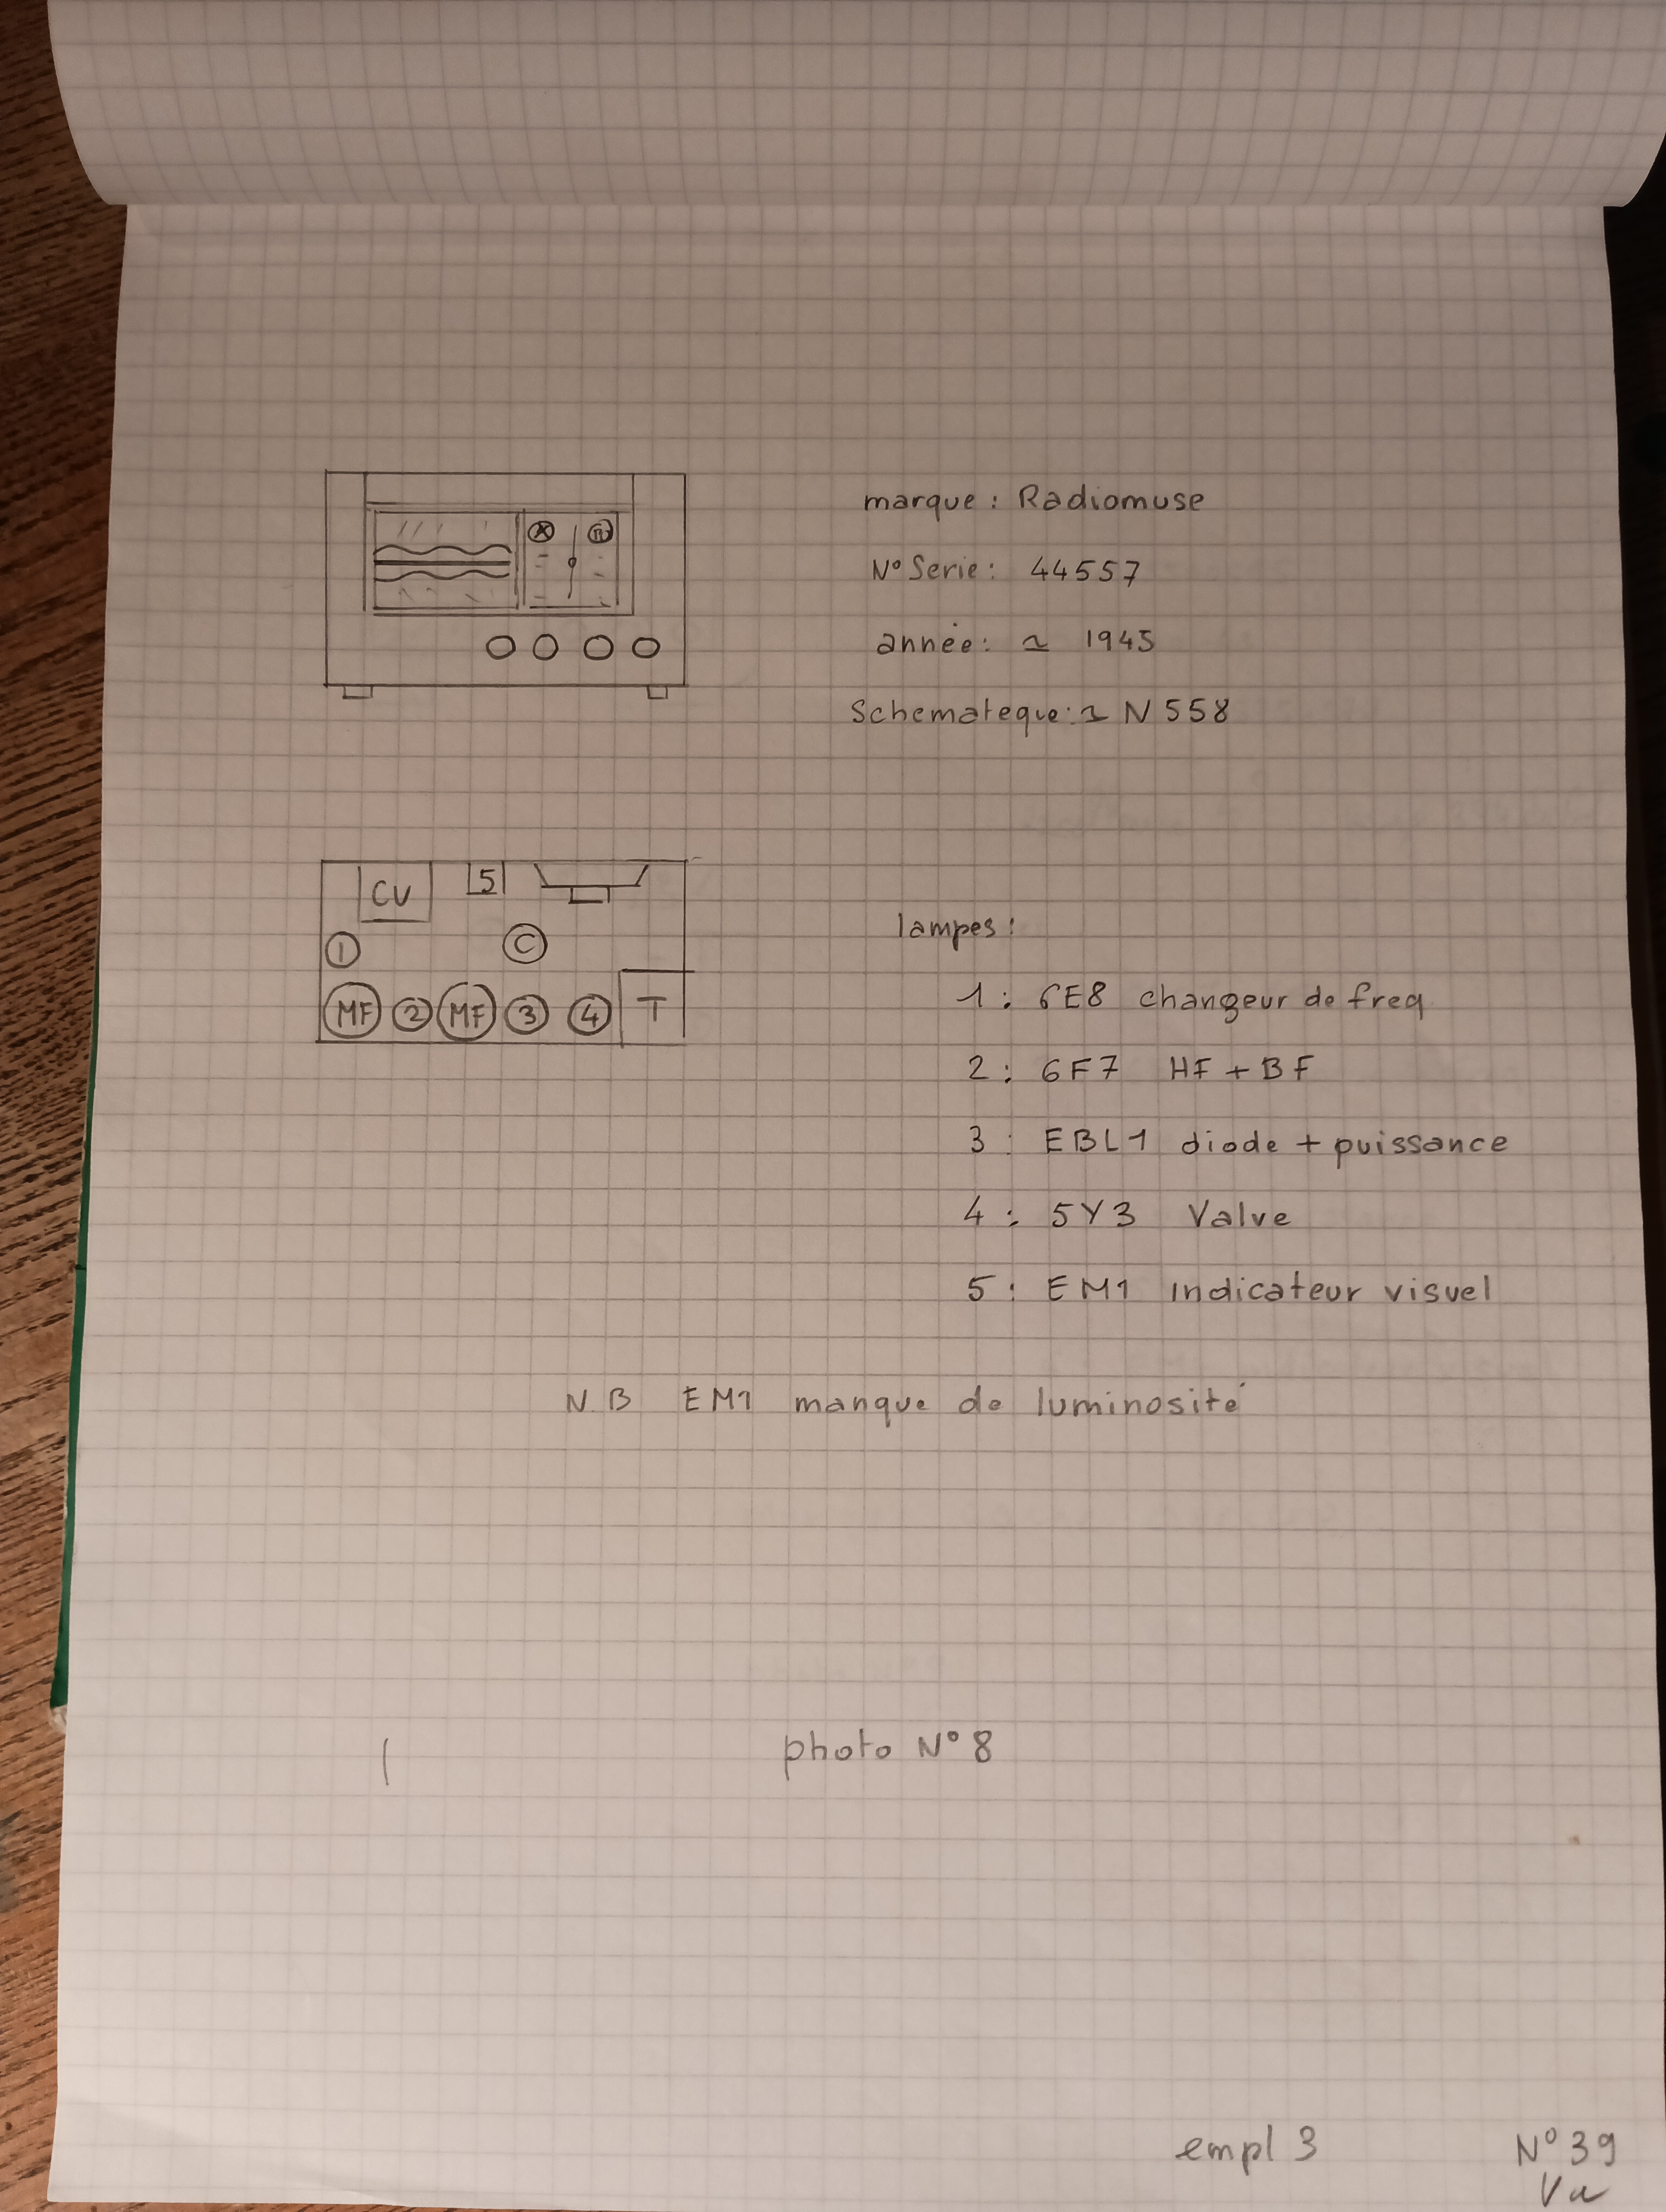 marque : Radiomuse
N° Serie : 44557
année : ≃ 1945
Schemateque : ≃ N 558
CV 5
1 C
MF 2 MF 3 4 T
lampes :
1 : 6E8 changeur de freq
2 : 6F7 HF + BF
3 : EBL1 diode + puissance
4 : 5Y3 Valve
5 : EM1 indicateur visuel
N.B EM1 manque de luminosité
photo N° 8
empl 3 N° 39
Vu